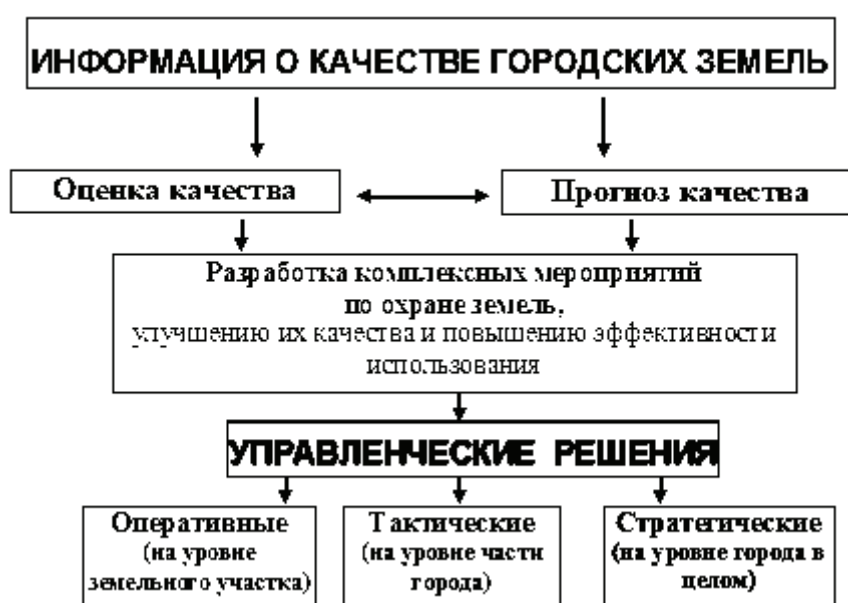 ИНФОРМАЦИЯ О КАЧЕСТВЕ ГОРОДСКИХ ЗЕМЕЛЬ
Оценка качества
Прогноз качества
Разработка комплексных мероприятий
по охране земель,
улучшению их качества и повышению эффективности
использования
УПРАВЛЕНЧЕСКИЕ РЕШЕНИЯ
Оперативные
(на уровне
земельного участка)
Тактические
(на уровне части
города)
Стратегические
(на уровне города в
целом)